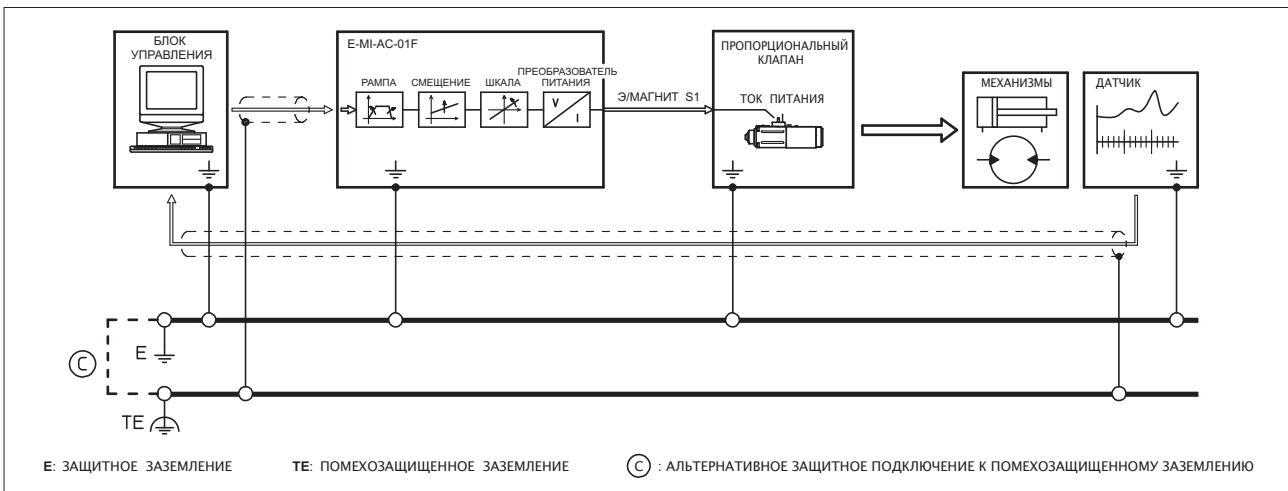 БЛОК
УПРАВЛЕНИЯ
E-MI-AC-01F
РАМПА
СМЕЩЕНИЕ
ШКАЛА
ПРЕОБРАЗОВАТЕЛЬ
ПИТАНИЯ
V
I
Э/МАГНИТ S1
ПРОПОРЦИОНАЛЬНЫЙ
КЛАПАН
ТОК ПИТАНИЯ
МЕХАНИЗМЫ
ДАТЧИК
C
E
TE
E: ЗАЩИТНОЕ ЗАЗЕМЛЕНИЕ
TE: ПОМЕХОЗАЩИЩЕННОЕ ЗАЗЕМЛЕНИЕ
C : АЛЬТЕРНАТИВНОЕ ЗАЩИТНОЕ ПОДКЛЮЧЕНИЕ К ПОМЕХОЗАЩИЩЕННОМУ ЗАЗЕМЛЕНИЮ